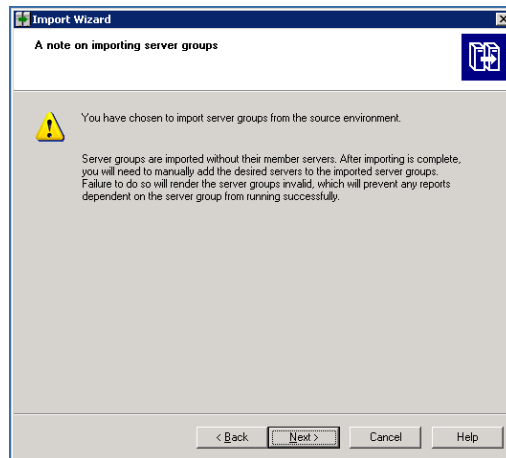 Import Wizard
A note on importing server groups
You have chosen to import server groups from the source environment.
Server groups are imported without their member servers. After importing is complete,
you will need to manually add the desired servers to the imported server groups.
Failure to do so will render the server groups invalid, which will prevent any reports
dependent on the server group from running successfully.
< Back
Next >
Cancel
Help